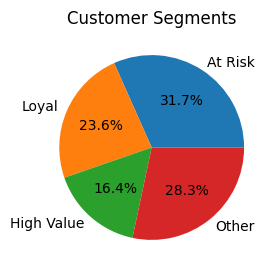 Customer Segments
At Risk
31.7%
Loyal
23.6%
High Value
16.4%
Other
28.3%